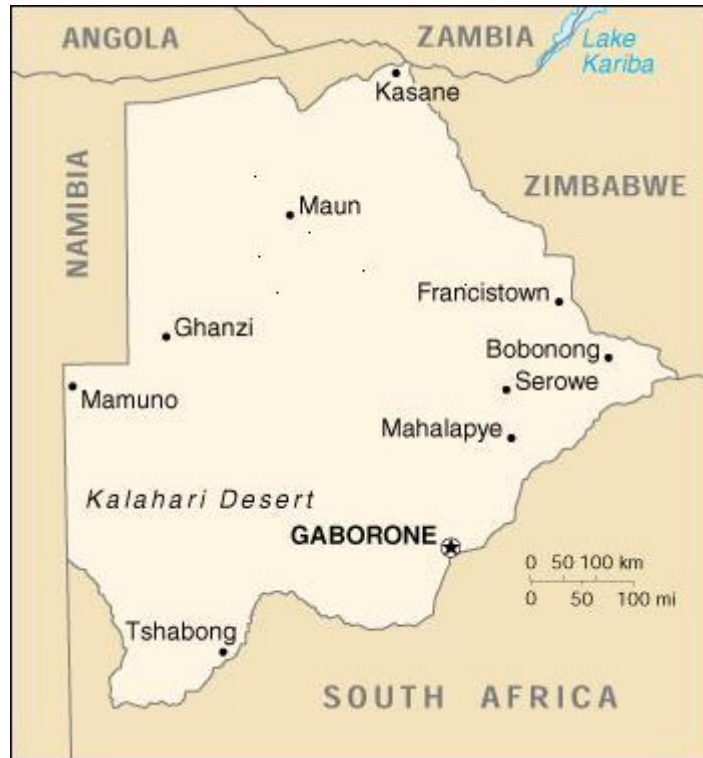 ANGOLA
ZAMBIA
Lake
Kariba
Kasane
NAMIBIA
ZIMBABWE
Maun
Francistown
Ghanzi
Bobonong
Serowe
Mamuno
Mahalapye
Kalahari Desert
GABORONE
0 50 100 km
0 50 100 mi
Tshabong
SOUTH AFRICA